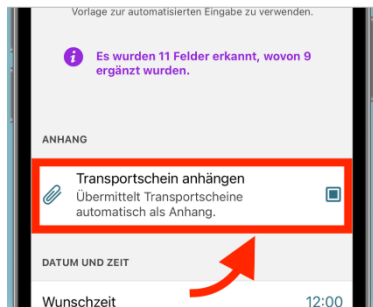 Vorlage zur automatisierten Eingabe zu verwenden.
Es wurden 11 Felder erkannt, wovon 9
ergänzt wurden.
ANHANG
Transportschein anhängen
Übermittelt Transportscheine
automatisch als Anhang.
DATUM UND ZEIT
Wunschzeit 12:00